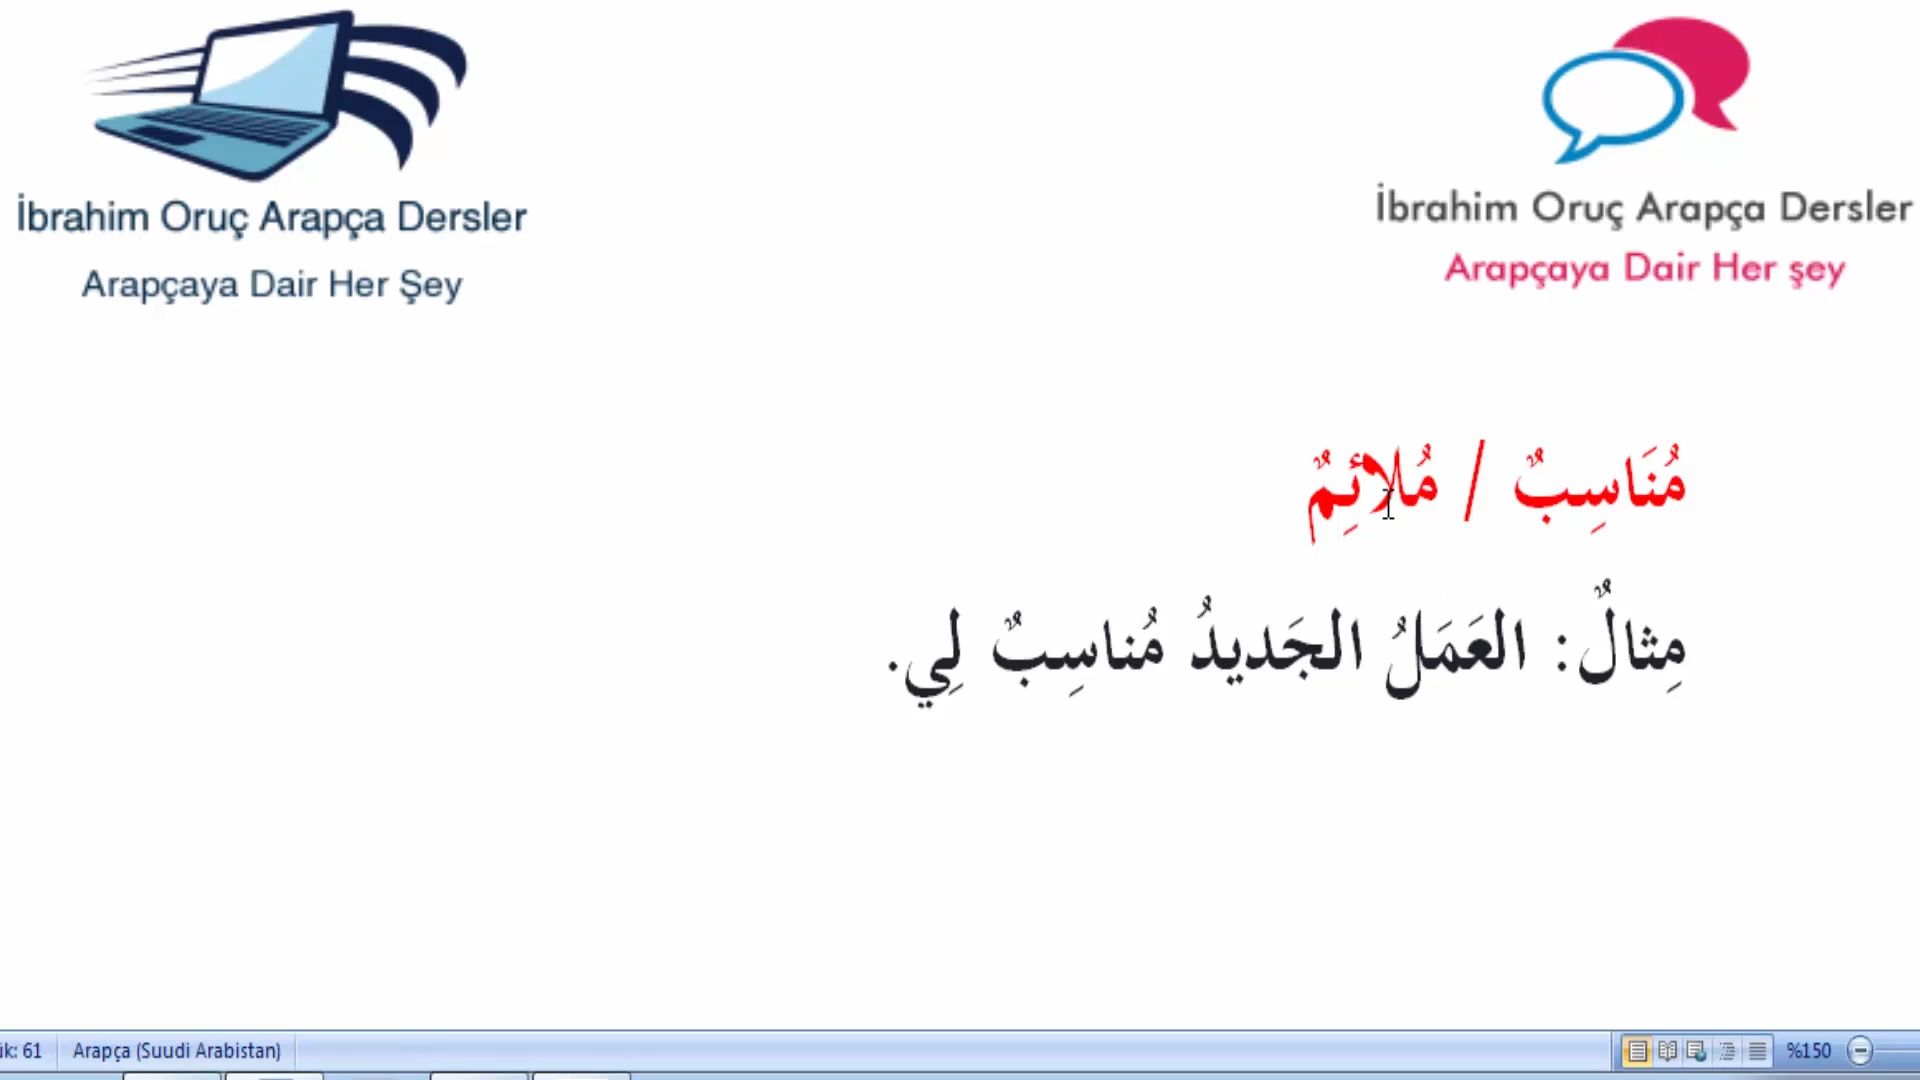 İbrahim Oruç Arapça Dersler
Arapçaya Dair Her Şey
İbrahim Oruç Arapça Dersler
Arapçaya Dair Her şey
مُنَاسِبٌ / مُلائِمٌ
مِثالٌ: العَمَلُ الجَديدُ مُناسِبٌ لِي.
61
Arapça (Suudi Arabistan)
%150